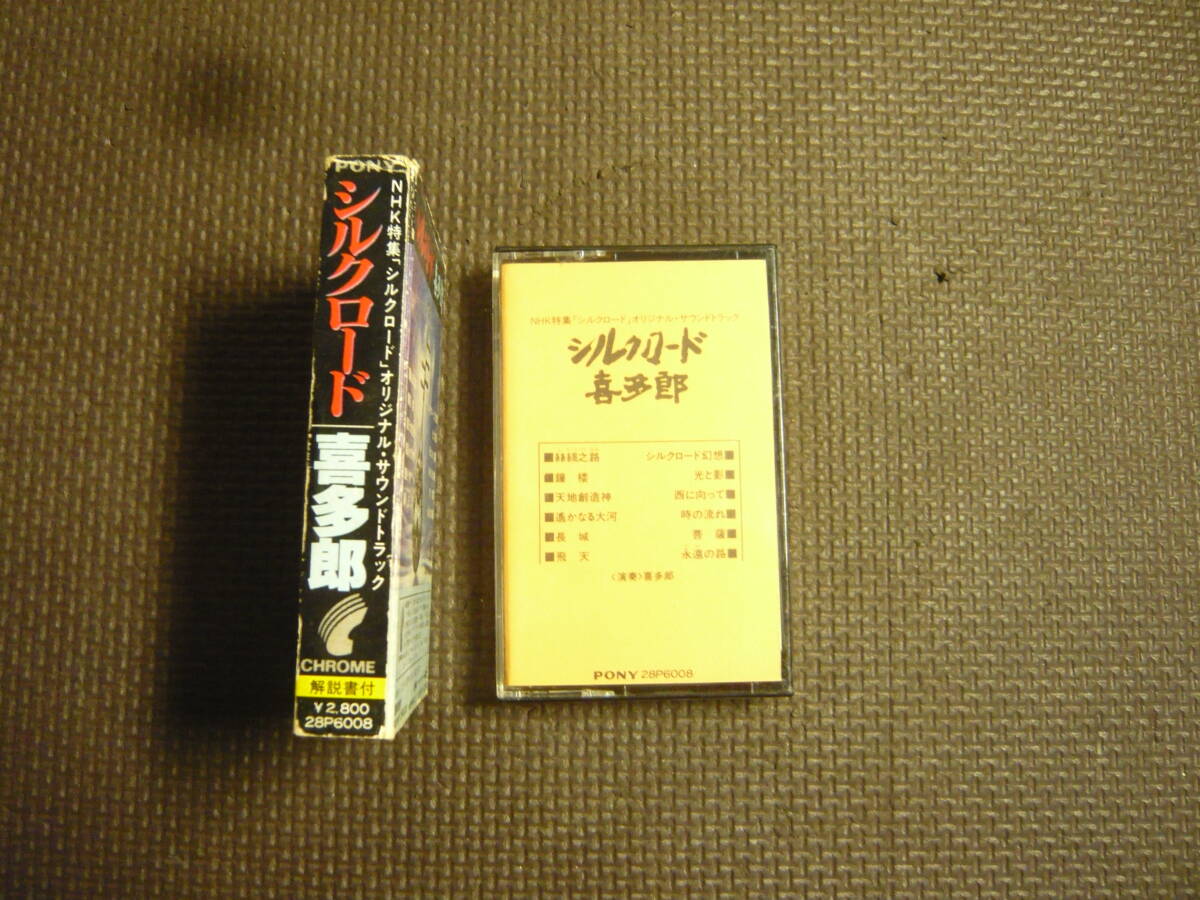 PONY
シルクロード
喜多郎
CHROME
解説書付
¥2,800
28P6008
NHK特集「シルクロード」オリジナル・サウンドトラック
NHK特集「シルクロード」オリジナル・サウンドトラック
シルクロード
喜多郎
■絲綢之路 シルクロード幻想■
■鐘楼 光と影■
■天地創造神 西に向って■
■遙かなる大河 時の流れ■
■長城 菩薩■
■飛天 永遠の路■
〈演奏〉喜多郎
PONY 28P6008